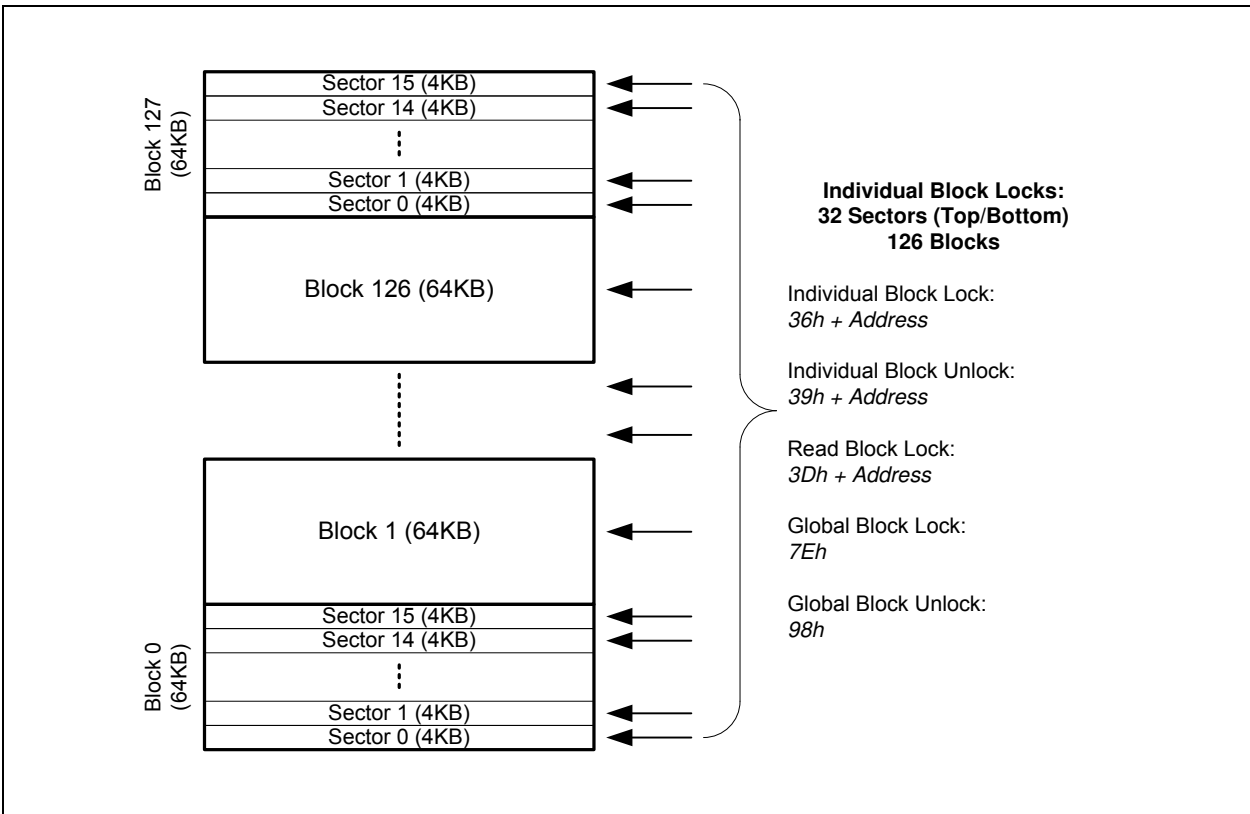 Block 127
(64KB)
Sector 15 (4KB)
Sector 14 (4KB)
Sector 1 (4KB)
Sector 0 (4KB)
Block 126 (64KB)
Block 1 (64KB)
Block 0
(64KB)
Sector 15 (4KB)
Sector 14 (4KB)
Sector 1 (4KB)
Sector 0 (4KB)
Individual Block Locks:
32 Sectors (Top/Bottom)
126 Blocks
Individual Block Lock:
36h + Address
Individual Block Unlock:
39h + Address
Read Block Lock:
3Dh + Address
Global Block Lock:
7Eh
Global Block Unlock:
98h